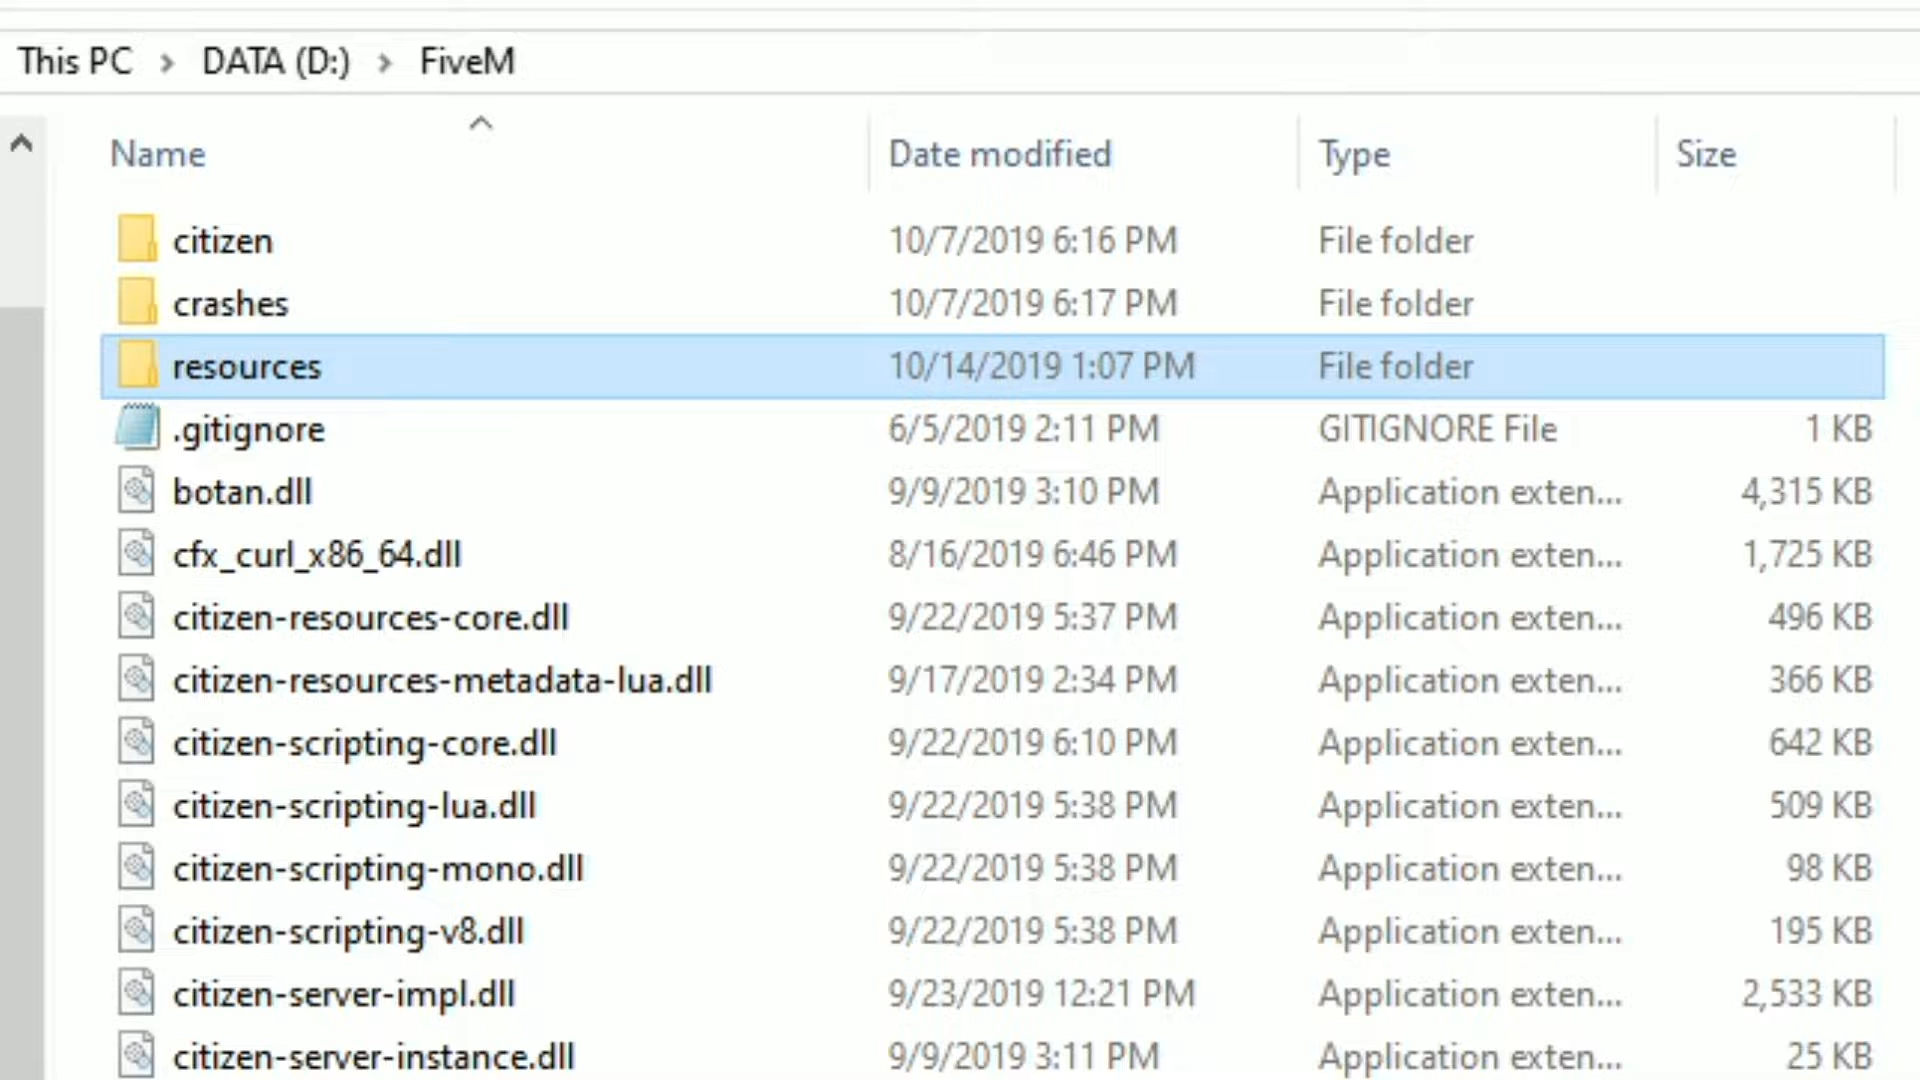 This PC > DATA (D:) > FiveM
Name Date modified Type Size
citizen 10/7/2019 6:16 PM File folder
crashes 10/7/2019 6:17 PM File folder
resources 10/14/2019 1:07 PM File folder
.gitignore 6/5/2019 2:11 PM GITIGNORE File 1 KB
botan.dll 9/9/2019 3:10 PM Application exten... 4,315 KB
cfx_curl_x86_64.dll 8/16/2019 6:46 PM Application exten... 1,725 KB
citizen-resources-core.dll 9/22/2019 5:37 PM Application exten... 496 KB
citizen-resources-metadata-lua.dll 9/17/2019 2:34 PM Application exten... 366 KB
citizen-scripting-core.dll 9/22/2019 6:10 PM Application exten... 642 KB
citizen-scripting-lua.dll 9/22/2019 5:38 PM Application exten... 509 KB
citizen-scripting-mono.dll 9/22/2019 5:38 PM Application exten... 98 KB
citizen-scripting-v8.dll 9/22/2019 5:38 PM Application exten... 195 KB
citizen-server-impl.dll 9/23/2019 12:21 PM Application exten... 2,533 KB
citizen-server-instance.dll 9/9/2019 3:11 PM Application exten... 25 KB